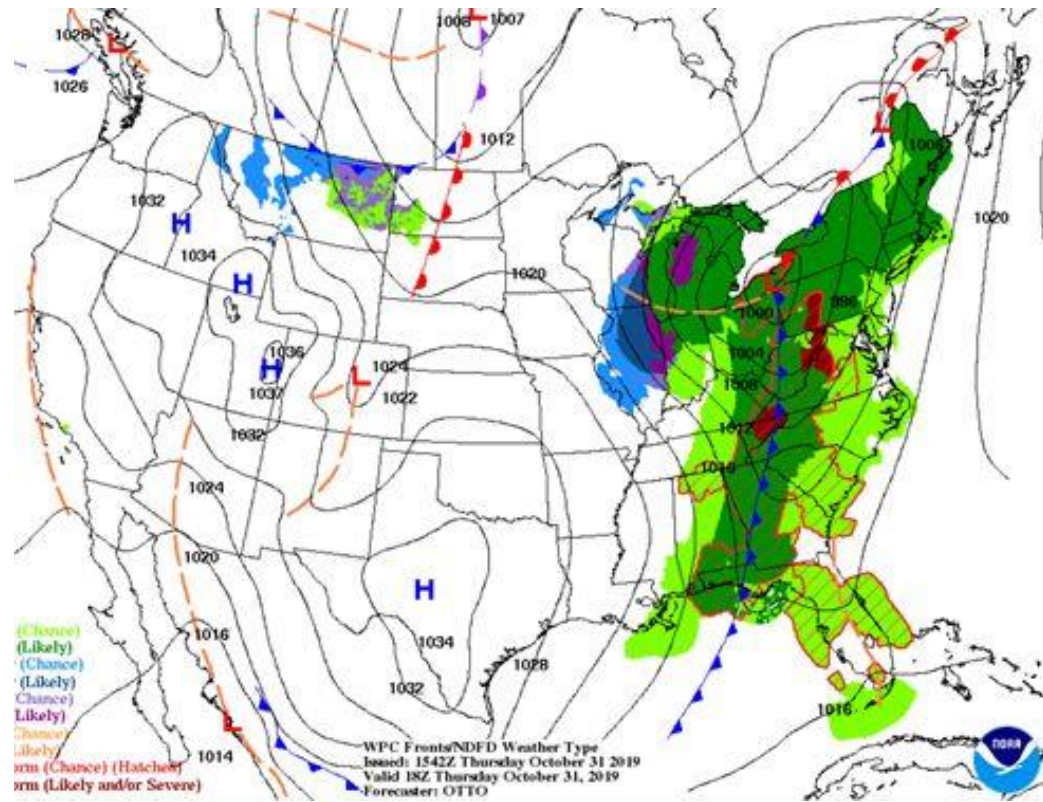 1008 L 1007
1028 L
1026
1012
L
1006
1032
H
1034
1020
1020
H
996
1000
1036
1004
H
1024
L
1037
1008
1022
1032
1012
1016
1024
1020
H
1016
1034
1028
1032
1016
L
1014
(Chance)
(Likely)
(Chance)
(Likely)
Chance)
Likely)
Chance)
Likely)
orm (Chance) (Hatched)
orm (Likely and/or Severe)
WPC Fronts/NDFD Weather Type
Issued: 1542Z Thursday October 31 2019
Valid 18Z Thursday October 31, 2019
Forecaster: OTTO
NOAA